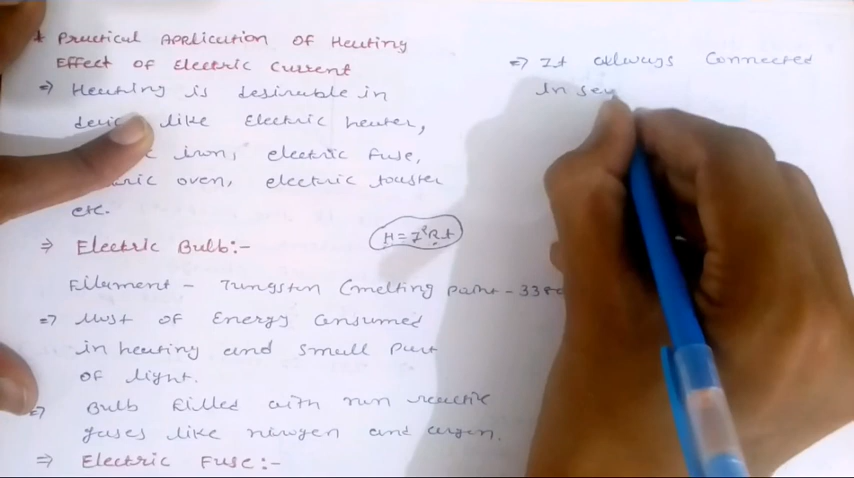 * Practical Application Of Heating
Effect of Electric Current
⇒ Heating is desirable in
like Electric heater,
iron, electric fuse,
oven, electric toaster
etc.
⇒ Electric Bulb:-
H = I²Rt
Filament - Tungsten (melting point - 3380
⇒ Most of Energy consumed
in heating and small part
of light.
⇒ Bulb filled with non reactive
gases like nitrogen and argon.
⇒ Electric Fuse:-
⇒ It always connected
in se